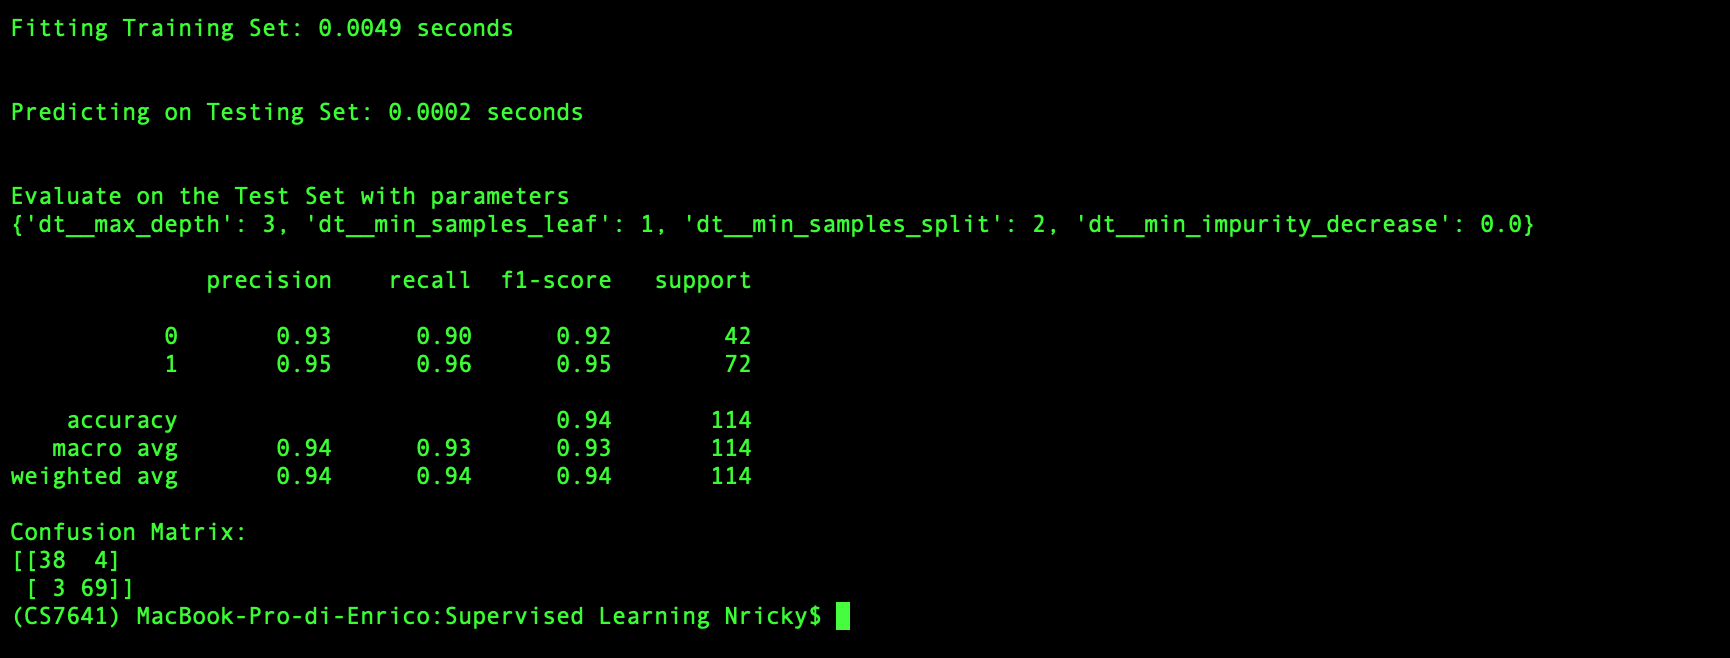 Fitting Training Set: 0.0049 seconds
Predicting on Testing Set: 0.0002 seconds
Evaluate on the Test Set with parameters
{'dt__max_depth': 3, 'dt__min_samples_leaf': 1, 'dt__min_samples_split': 2, 'dt__min_impurity_decrease': 0.0}
precision    recall  f1-score   support
0       0.93      0.90      0.92        42
1       0.95      0.96      0.95        72
accuracy                           0.94       114
macro avg       0.94      0.93      0.93       114
weighted avg       0.94      0.94      0.94       114
Confusion Matrix:
[[38  4]
[ 3 69]]
(CS7641) MacBook-Pro-di-Enrico:Supervised Learning Nricky$